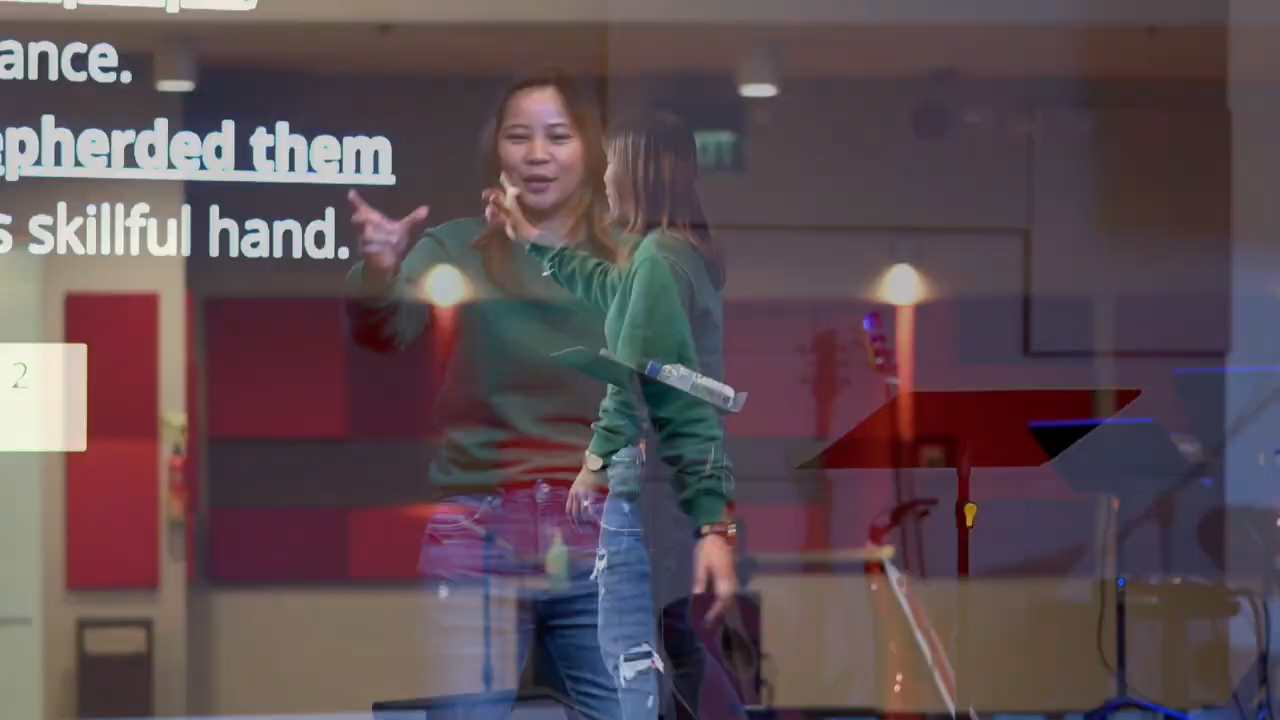 ance.
epherded them
s skillful hand.
2